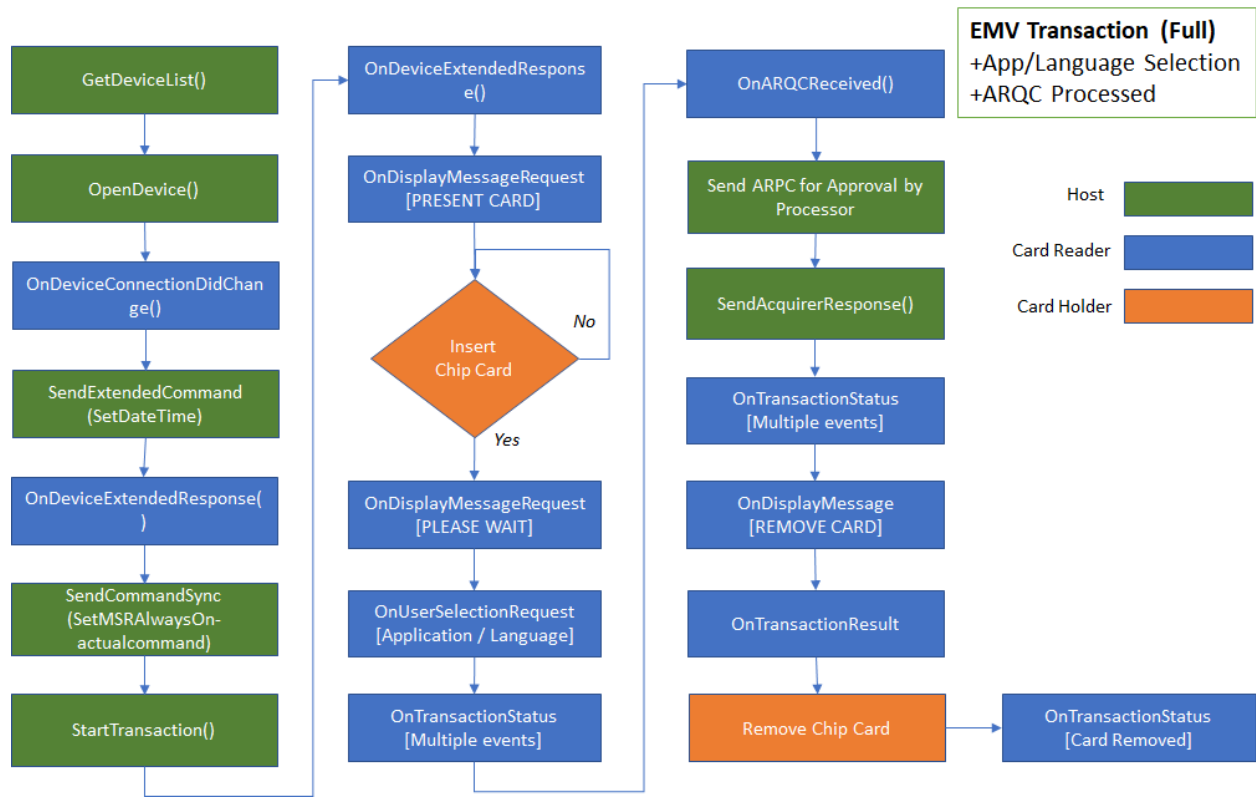 GetDeviceList()
OpenDevice()
OnDeviceConnectionDidChan
ge()
SendExtendedCommand
(SetDateTime)
OnDeviceExtendedResponse(
)
SendCommandSync
(SetMSRAlwaysOn-
actualcommand)
StartTransaction()
OnDeviceExtendedRespons
e()
OnDisplayMessageRequest
[PRESENT CARD]
Insert
Chip Card
No
Yes
OnDisplayMessageRequest
[PLEASE WAIT]
OnUserSelectionRequest
[Application / Language]
OnTransactionStatus
[Multiple events]
OnARQCReceived()
Send ARPC for Approval by
Processor
SendAcquirerResponse()
OnTransactionStatus
[Multiple events]
OnDisplayMessage
[REMOVE CARD]
OnTransactionResult
Remove Chip Card
OnTransactionStatus
[Card Removed]
EMV Transaction (Full)
+App/Language Selection
+ARQC Processed
Host
Card Reader
Card Holder